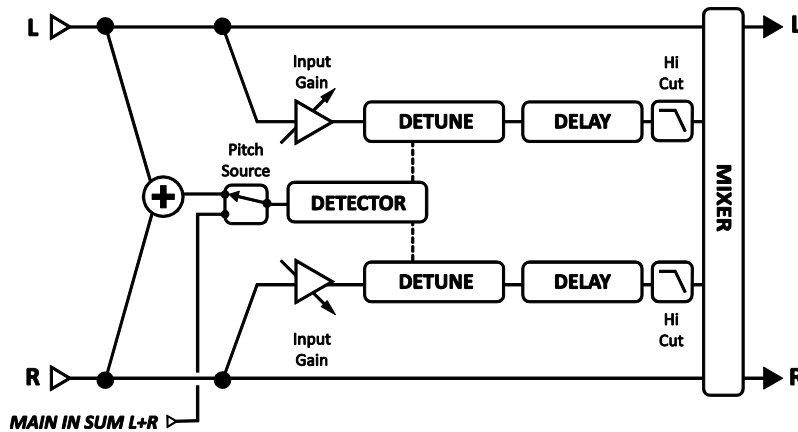 L
L
Input
Gain
Hi
Cut
DETUNE
DELAY
Pitch
Source
DETECTOR
MIXER
DETUNE
DELAY
Input
Gain
Hi
Cut
R
R
MAIN IN SUM L+R